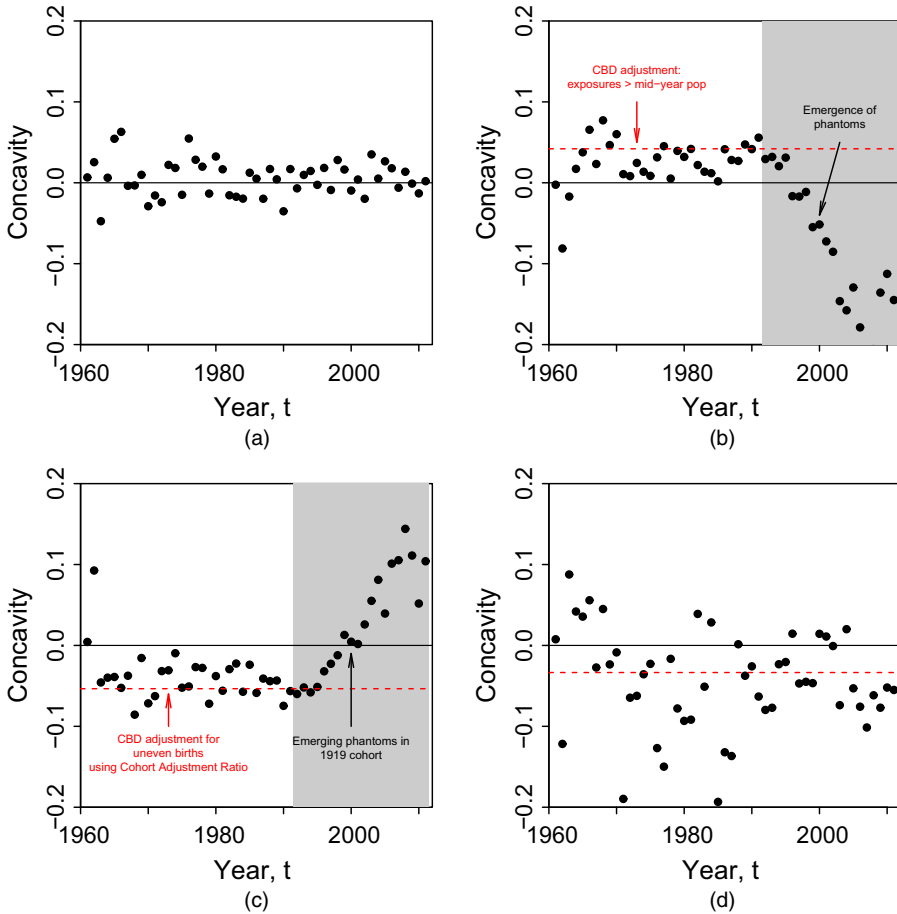 0.2
0.1
0.0
−0.1
−0.2
Concavity
1960
1980
2000
Year, t
(a)
0.2
0.1
0.0
−0.1
−0.2
Concavity
CBD adjustment:
exposures > mid−year pop
Emergence of
phantoms
1960
1980
2000
Year, t
(b)
0.2
0.1
0.0
−0.1
−0.2
Concavity
CBD adjustment for
uneven births
using Cohort Adjustment Ratio
Emerging phantoms in
1919 cohort
1960
1980
2000
Year, t
(c)
0.2
0.1
0.0
−0.1
−0.2
Concavity
1960
1980
2000
Year, t
(d)